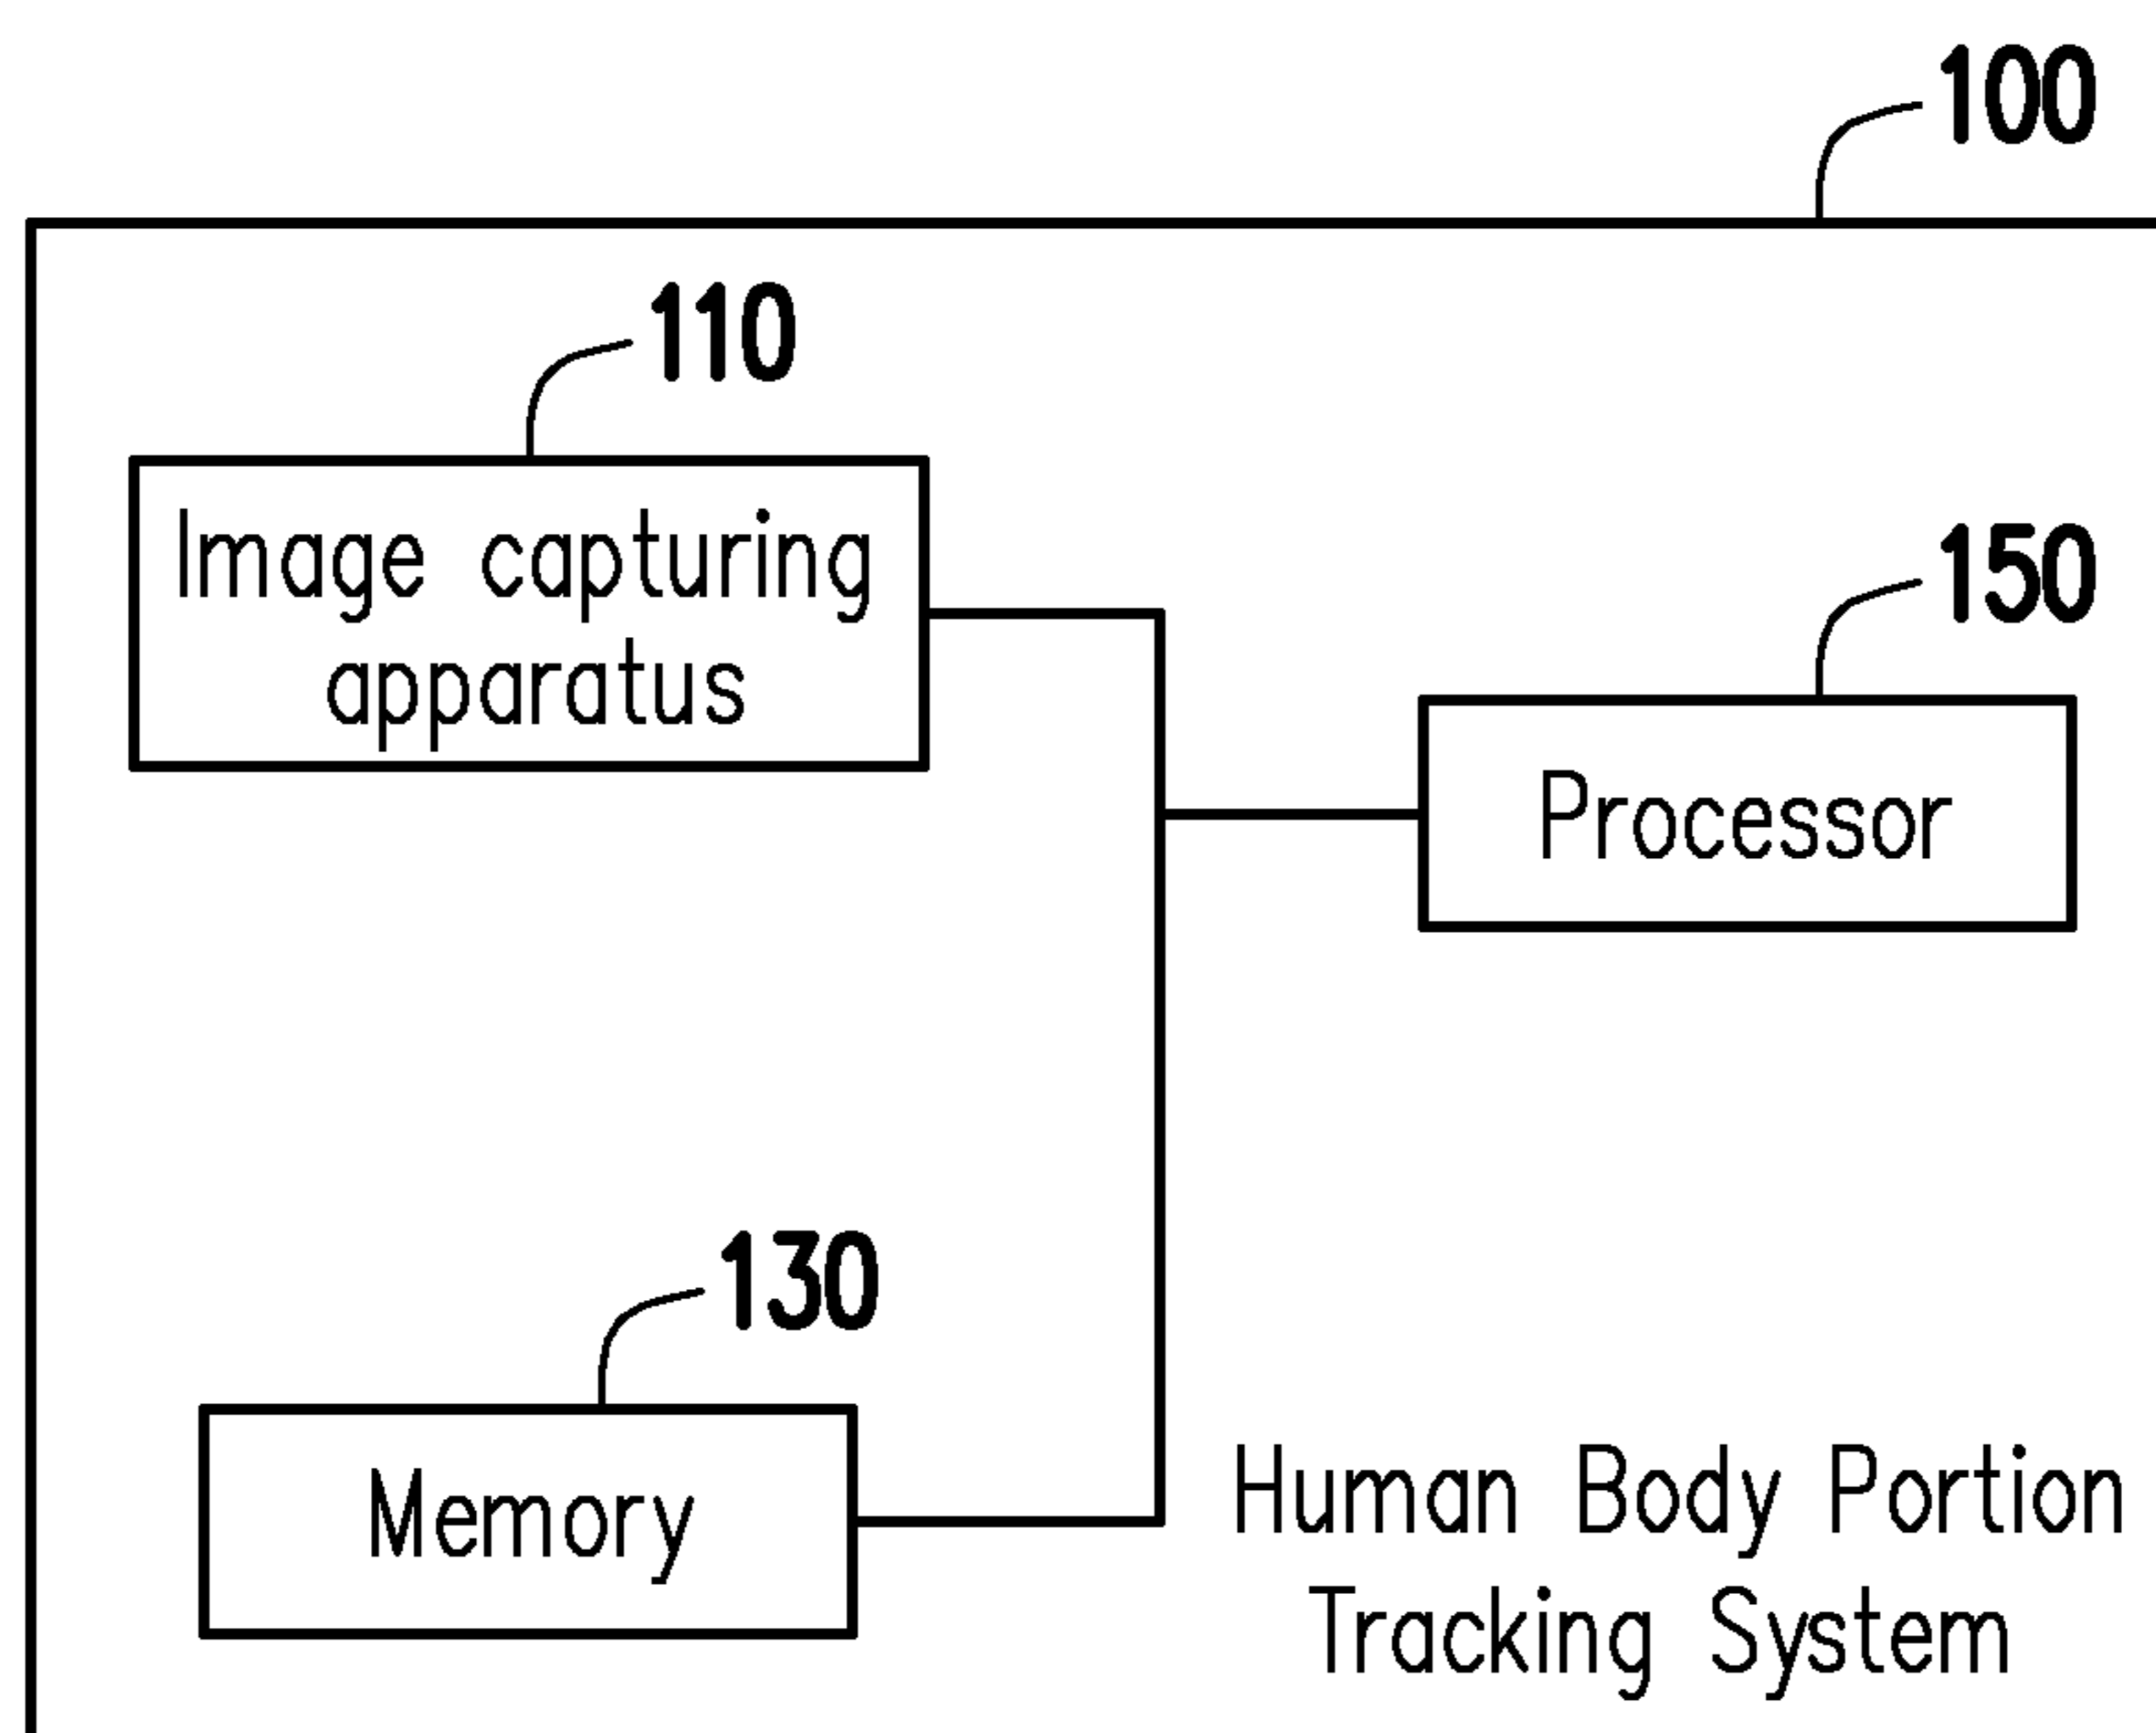 100
110
Image capturing
apparatus
150
Processor
130
Memory
Human Body Portion
Tracking System